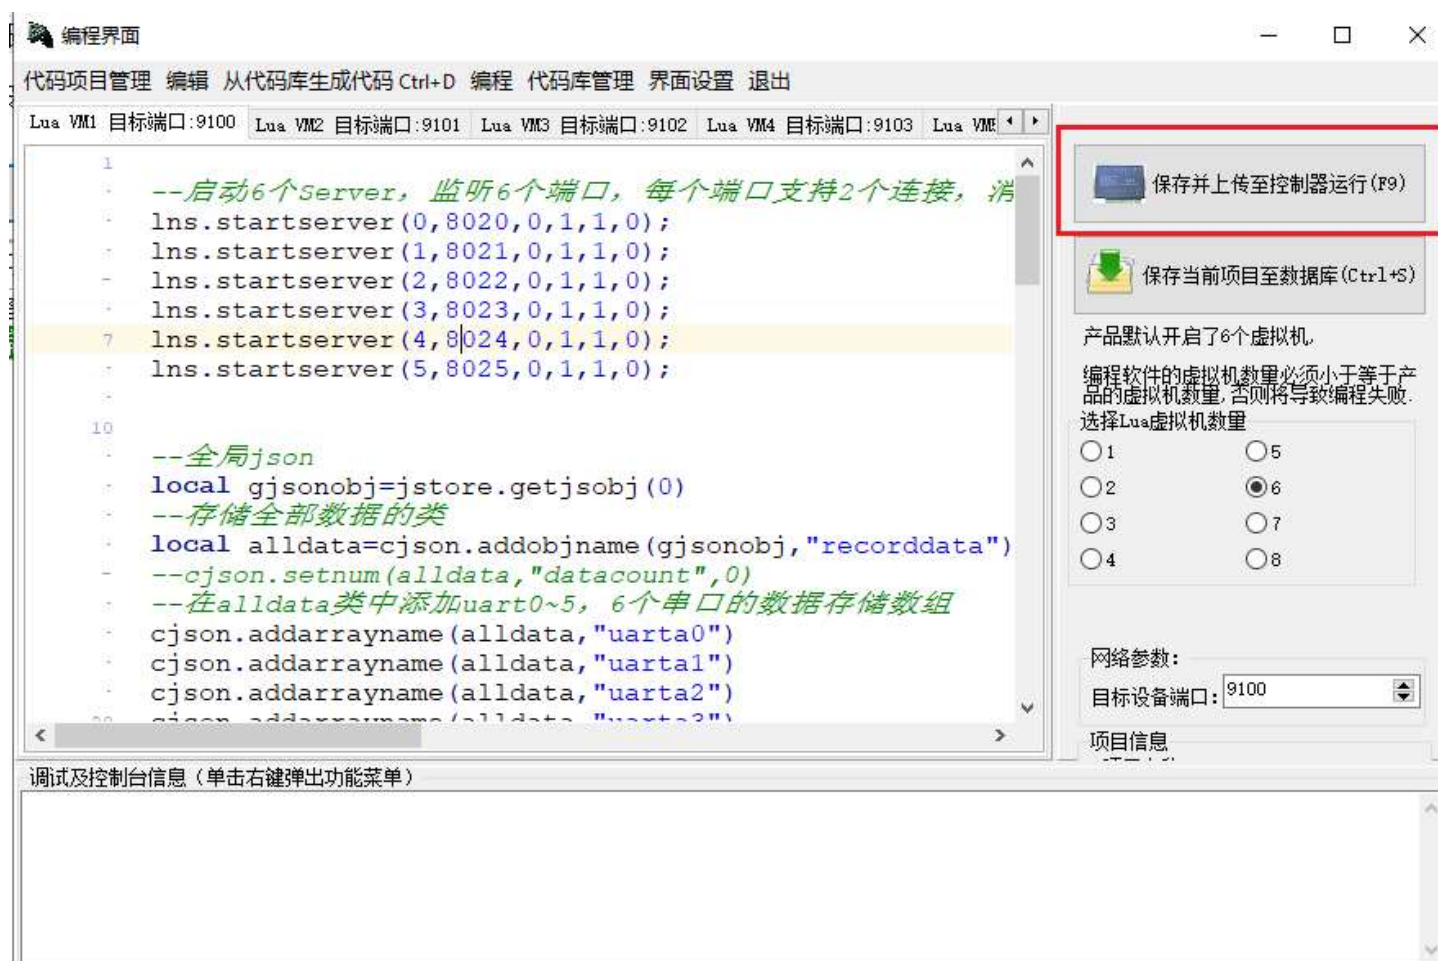 编程界面
代码项目管理 编辑 从代码库生成代码 Ctrl+D 编程 代码库管理 界面设置 退出
Lua VM1 目标端口:9100 Lua VM2 目标端口:9101 Lua VM3 目标端口:9102 Lua VM4 目标端口:9103 Lua
1
--启动6个Server，监听6个端口，每个端口支持2个连接，消
lns.startserver(0,8020,0,1,1,0);
lns.startserver(1,8021,0,1,1,0);
lns.startserver(2,8022,0,1,1,0);
lns.startserver(3,8023,0,1,1,0);
7 lns.startserver(4,8024,0,1,1,0);
lns.startserver(5,8025,0,1,1,0);
10
--全局json
local gjsonobj=jstore.getjsobj(0)
--存储全部数据的类
local alldata=cjson.addobjname(gjsonobj,"recorddata")
--cjson.setnum(alldata,"datacount",0)
--在alldata类中添加uart0~5，6个串口的数据存储数组
cjson.addarrayname(alldata,"uarta0")
cjson.addarrayname(alldata,"uarta1")
cjson.addarrayname(alldata,"uarta2")
cjson.addarrayname(alldata,"uarta3")
保存并上传至控制器运行(F9)
保存当前项目至数据库(Ctrl+S)
产品默认开启了6个虚拟机,
编程软件的虚拟机数量必须小于等于产
品的虚拟机数量,否则将导致编程失败.
选择Lua虚拟机数量
1 5
2 6
3 7
4 8
网络参数:
目标设备端口: 9100
项目信息
调试及控制台信息（单击右键弹出功能菜单）